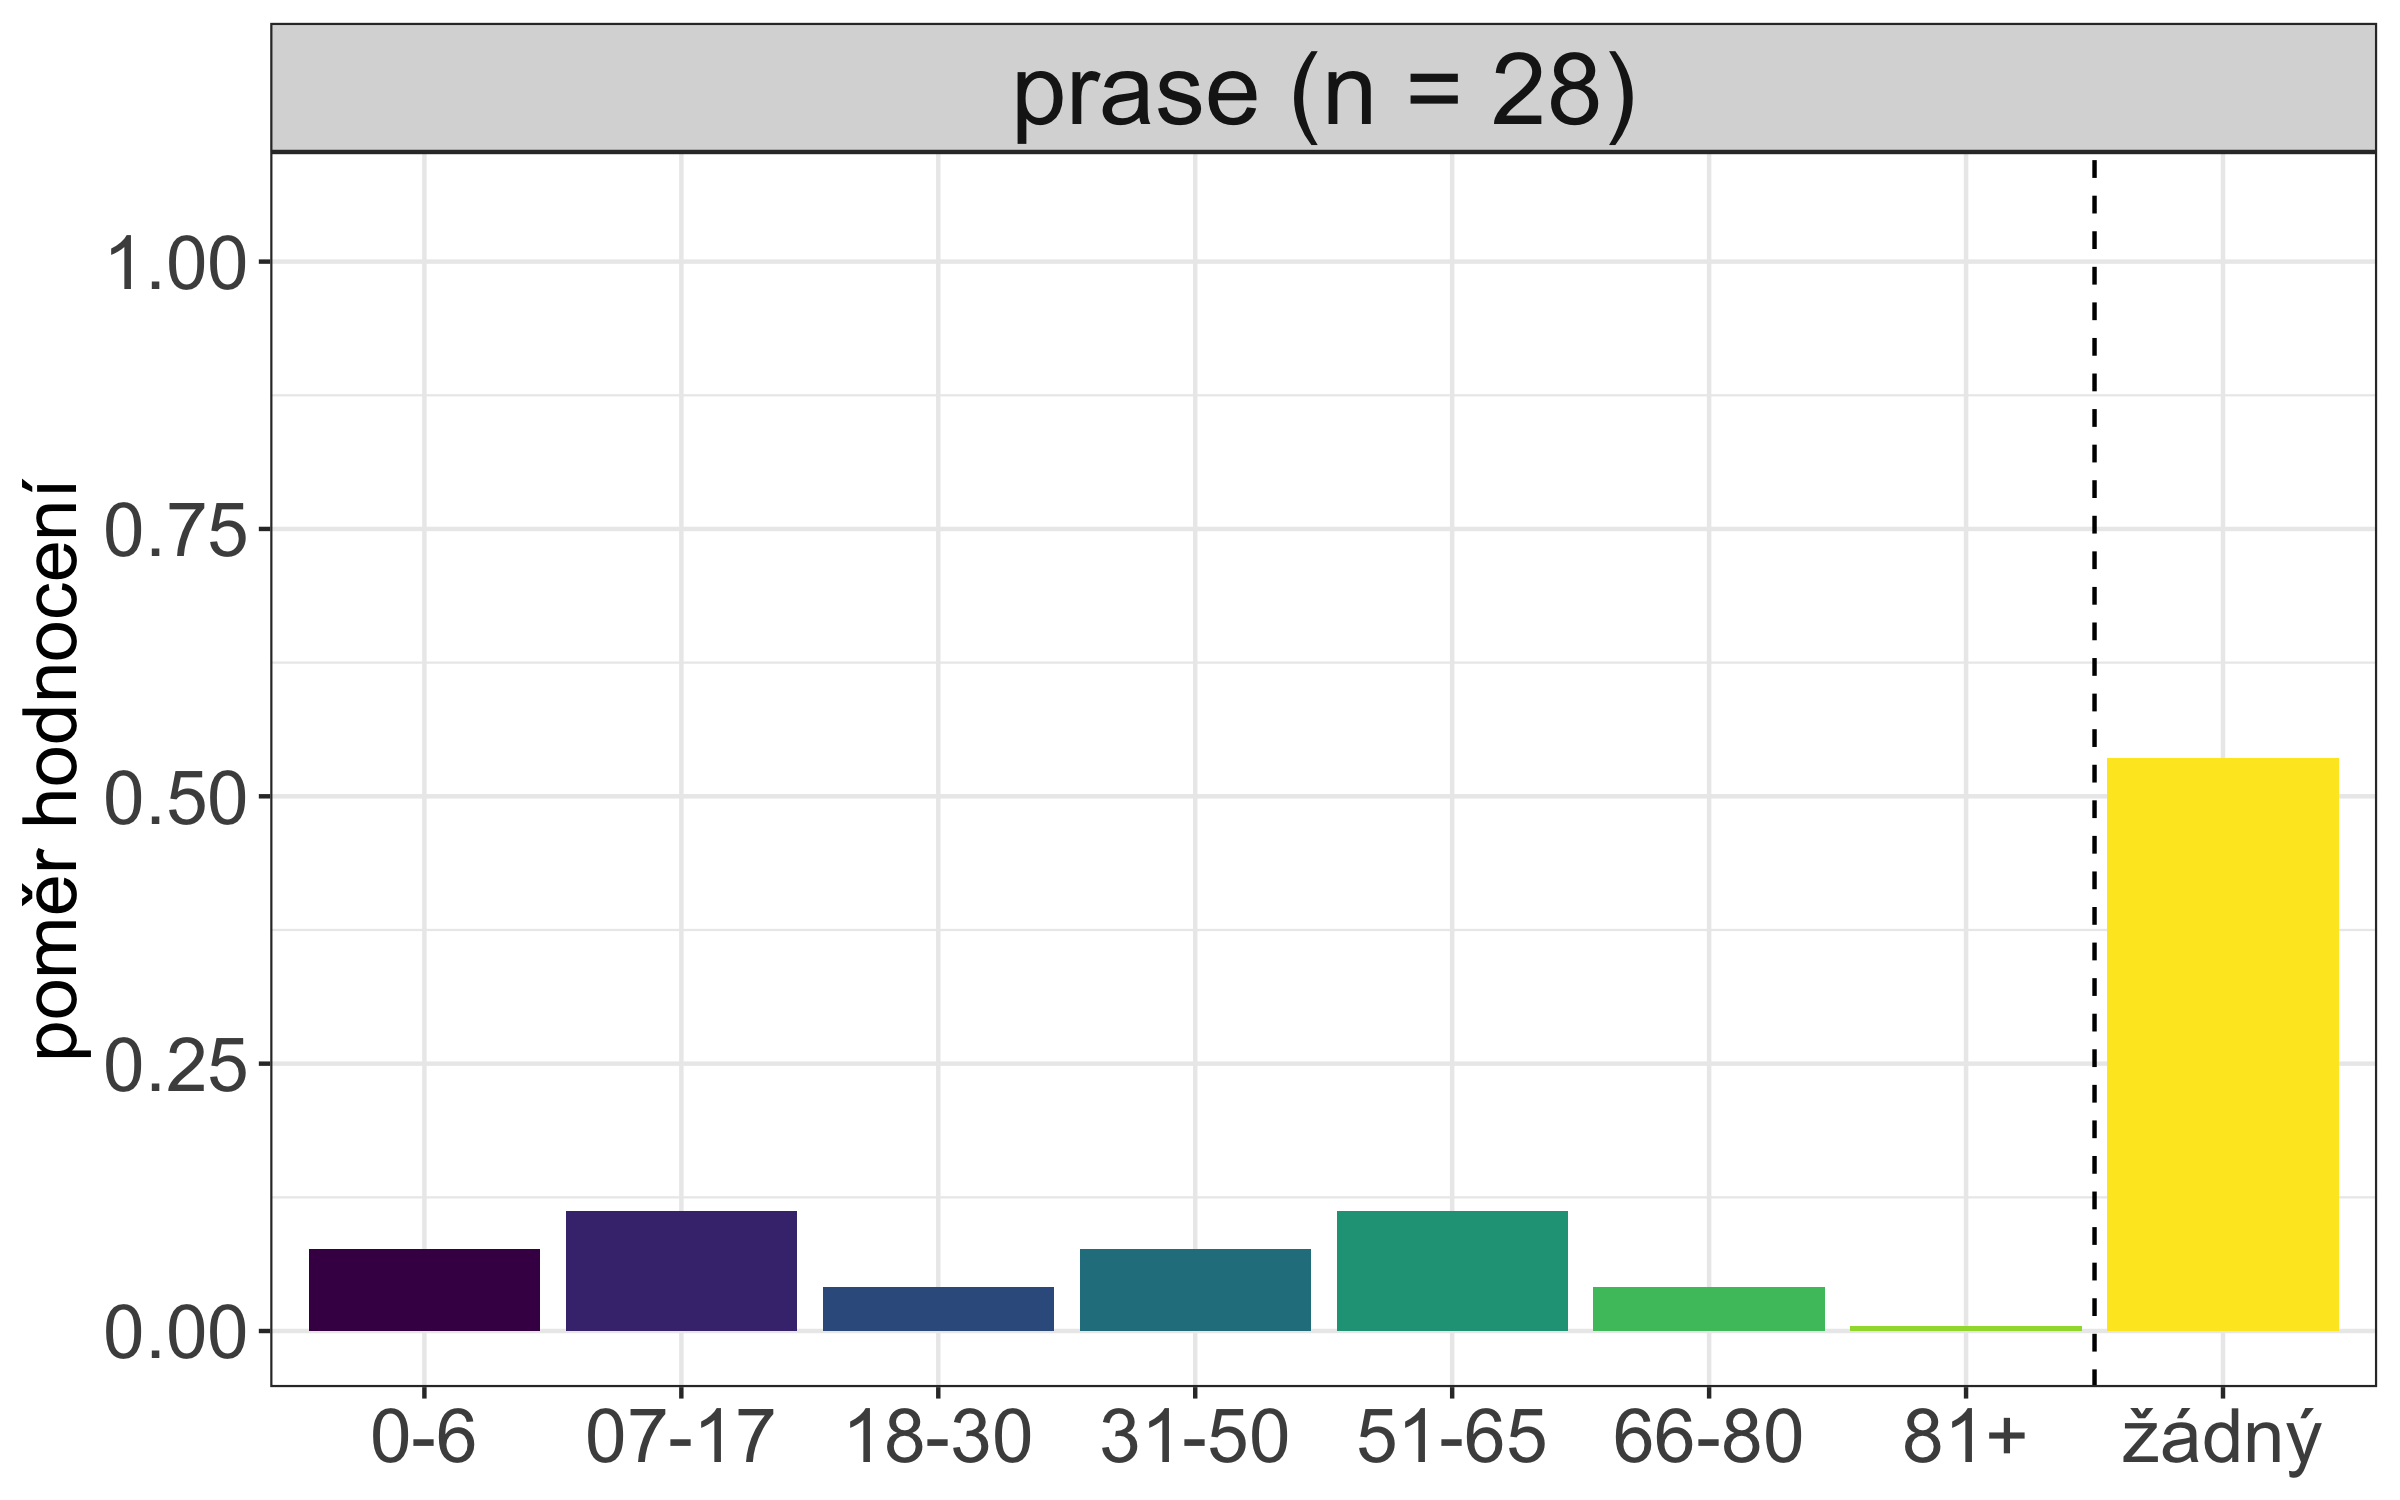 prase (n = 28)
poměr hodnocení
1.00
0.75
0.50
0.25
0.00
0-6 07-17 18-30 31-50 51-65 66-80 81+ žádný